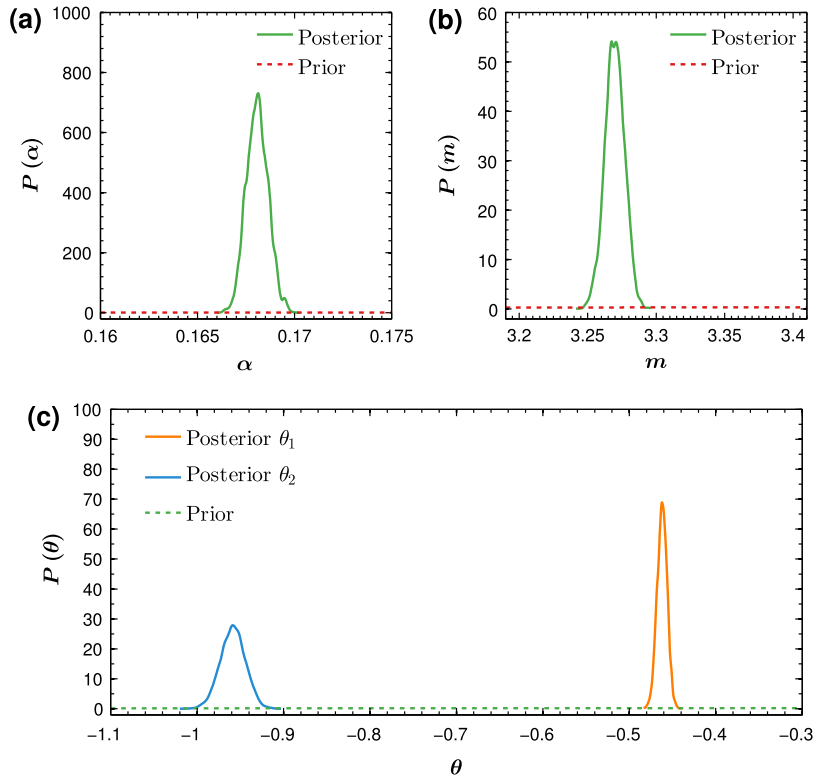 (a)
1000
800
600
400
200
0
P (α)
Posterior
Prior
0.16 0.165 0.17 0.175
α
(b)
60
50
40
30
20
10
0
P (m)
Posterior
Prior
3.2 3.25 3.3 3.35 3.4
m
(c)
100
90
80
70
60
50
40
30
20
10
0
P (θ)
Posterior θ₁
Posterior θ₂
Prior
−1.1 −1 −0.9 −0.8 −0.7 −0.6 −0.5 −0.4 −0.3
θ